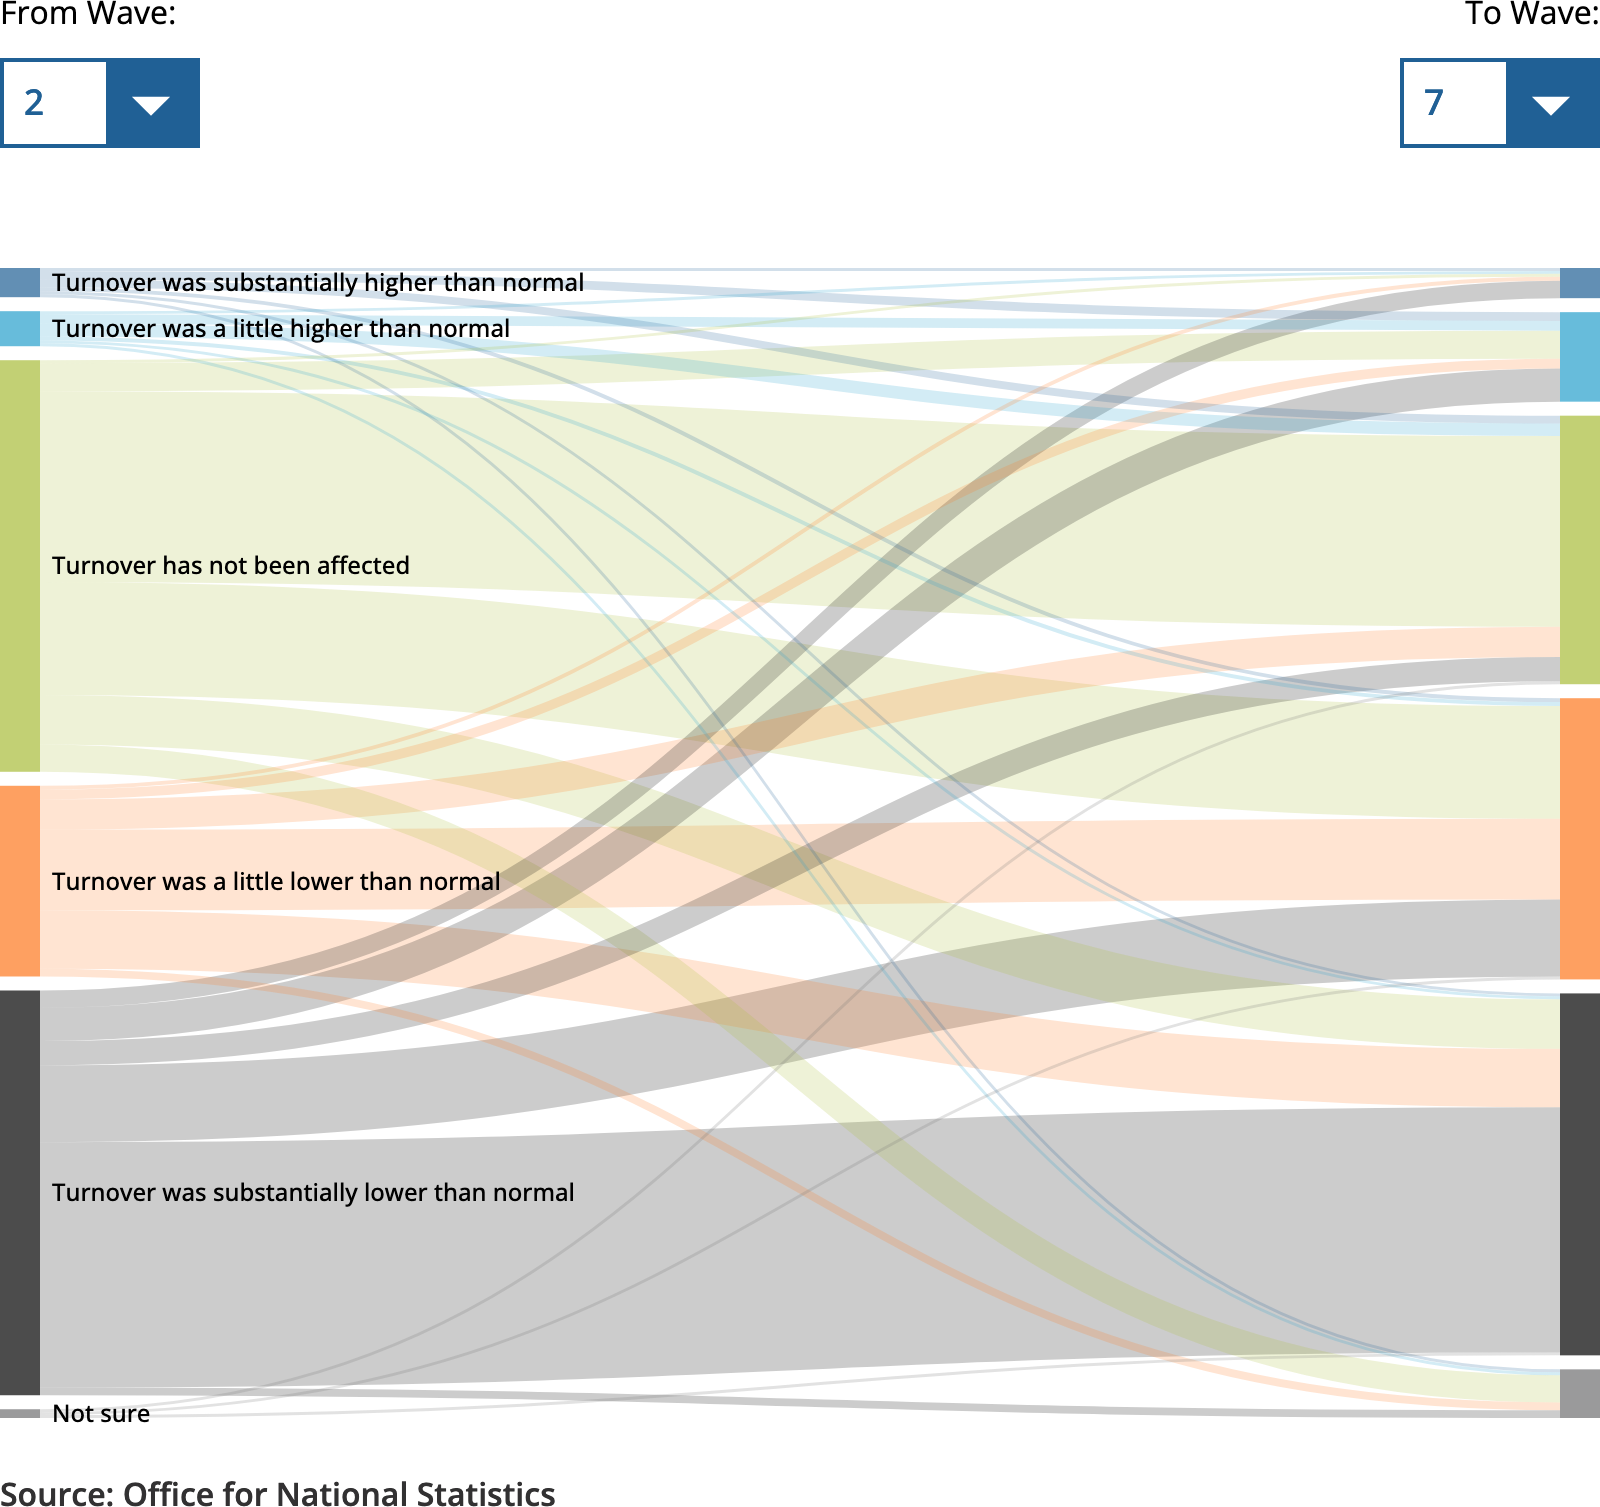 From Wave:
To Wave:
2
7
Turnover was substantially higher than normal
Turnover was a little higher than normal
Turnover has not been affected
Turnover was a little lower than normal
Turnover was substantially lower than normal
Not sure
Source: Office for National Statistics